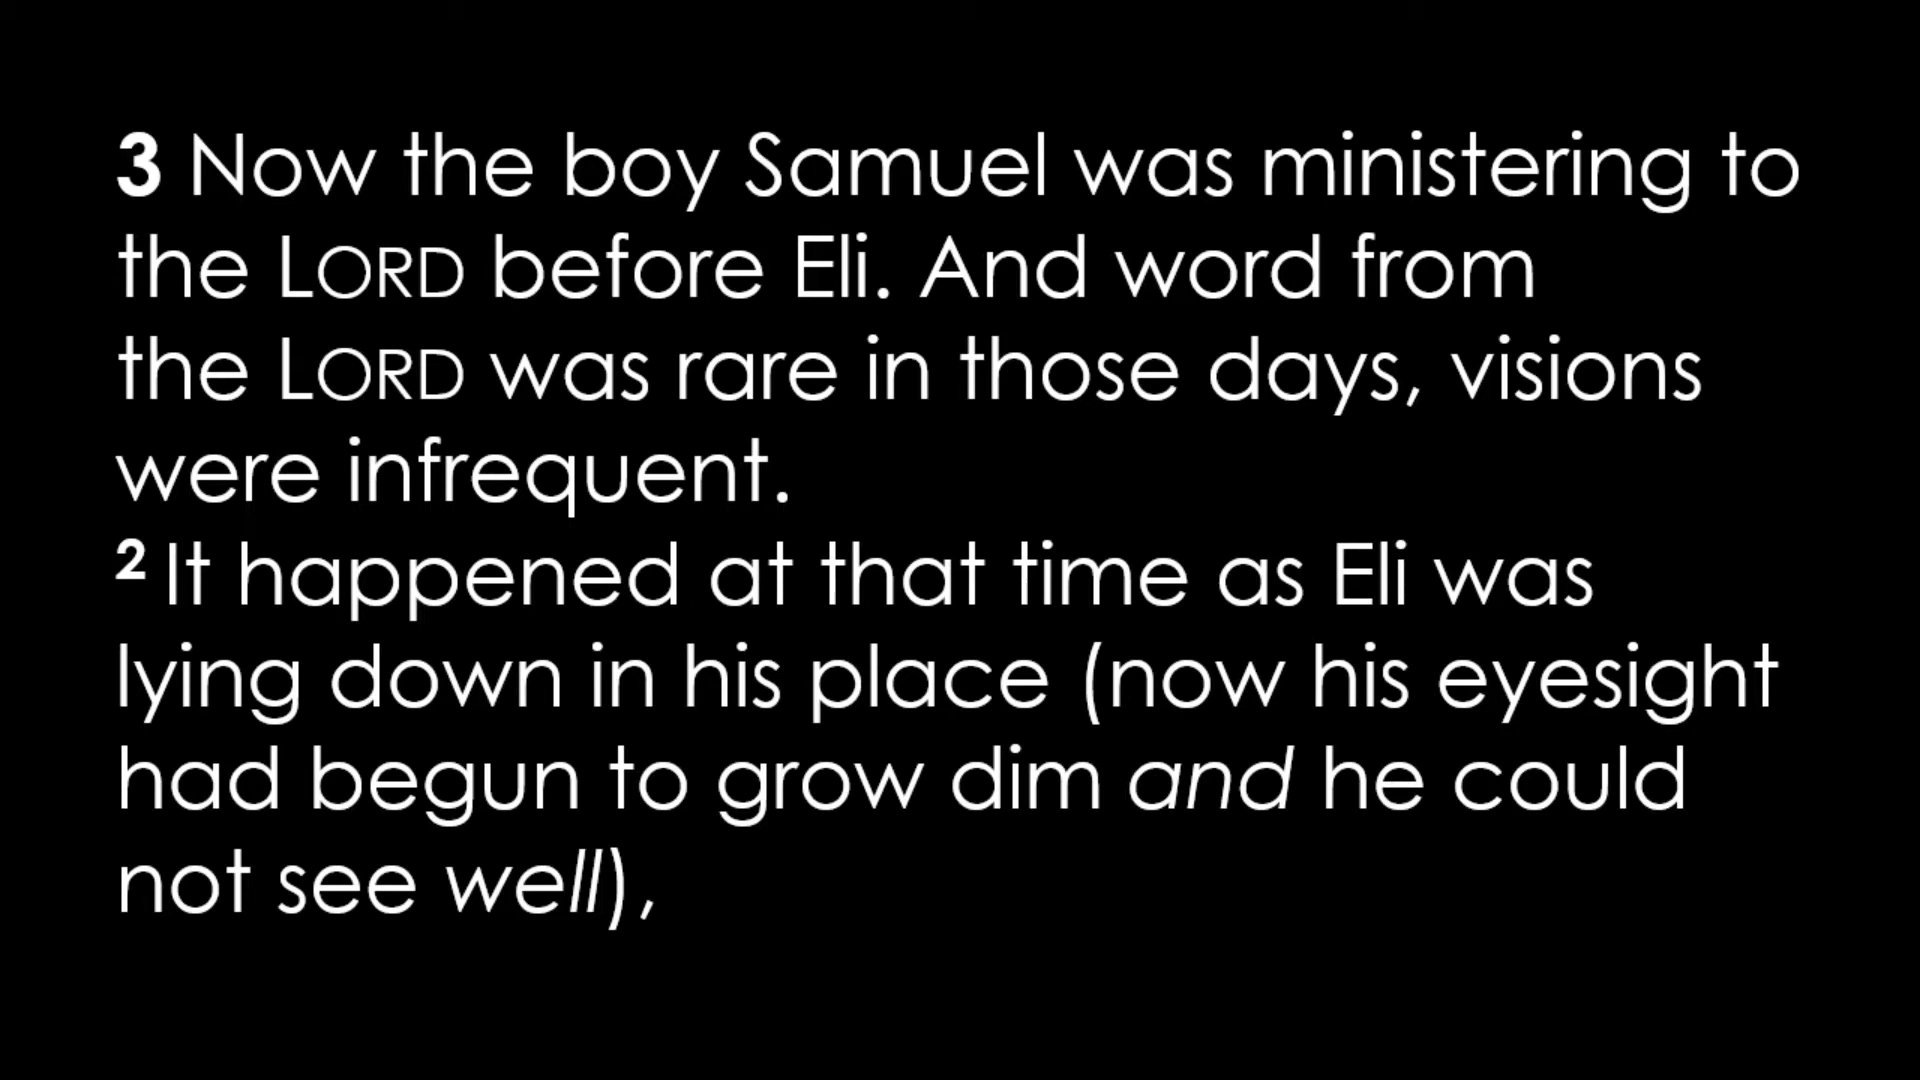 3 Now the boy Samuel was ministering to
the LORD before Eli. And word from
the LORD was rare in those days, visions
were infrequent.
2 It happened at that time as Eli was
lying down in his place (now his eyesight
had begun to grow dim and he could
not see well),